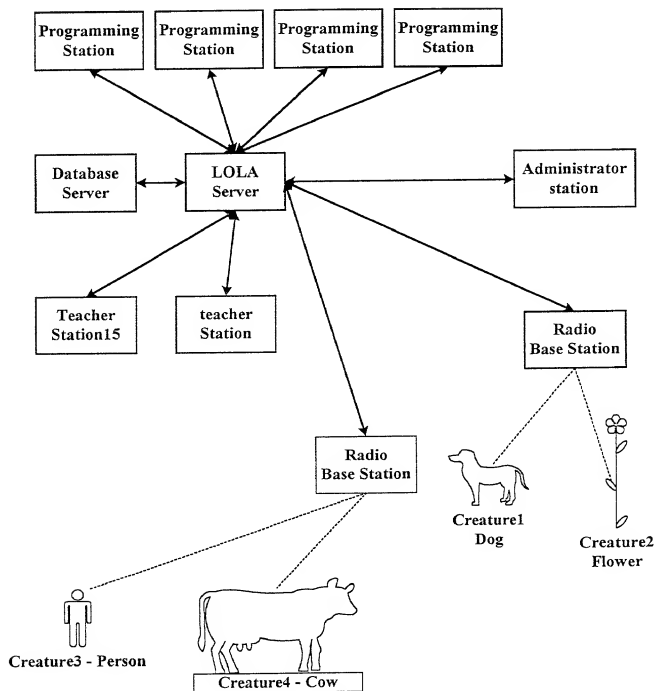 Programming
Station
Programming
Station
Programming
Station
Programming
Station
Database
Server
LOLA
Server
Administrator
station
Teacher
Station15
teacher
Station
Radio
Base Station
Radio
Base Station
Creature1
Dog
Creature2
Flower
Creature3 - Person
Creature4 - Cow